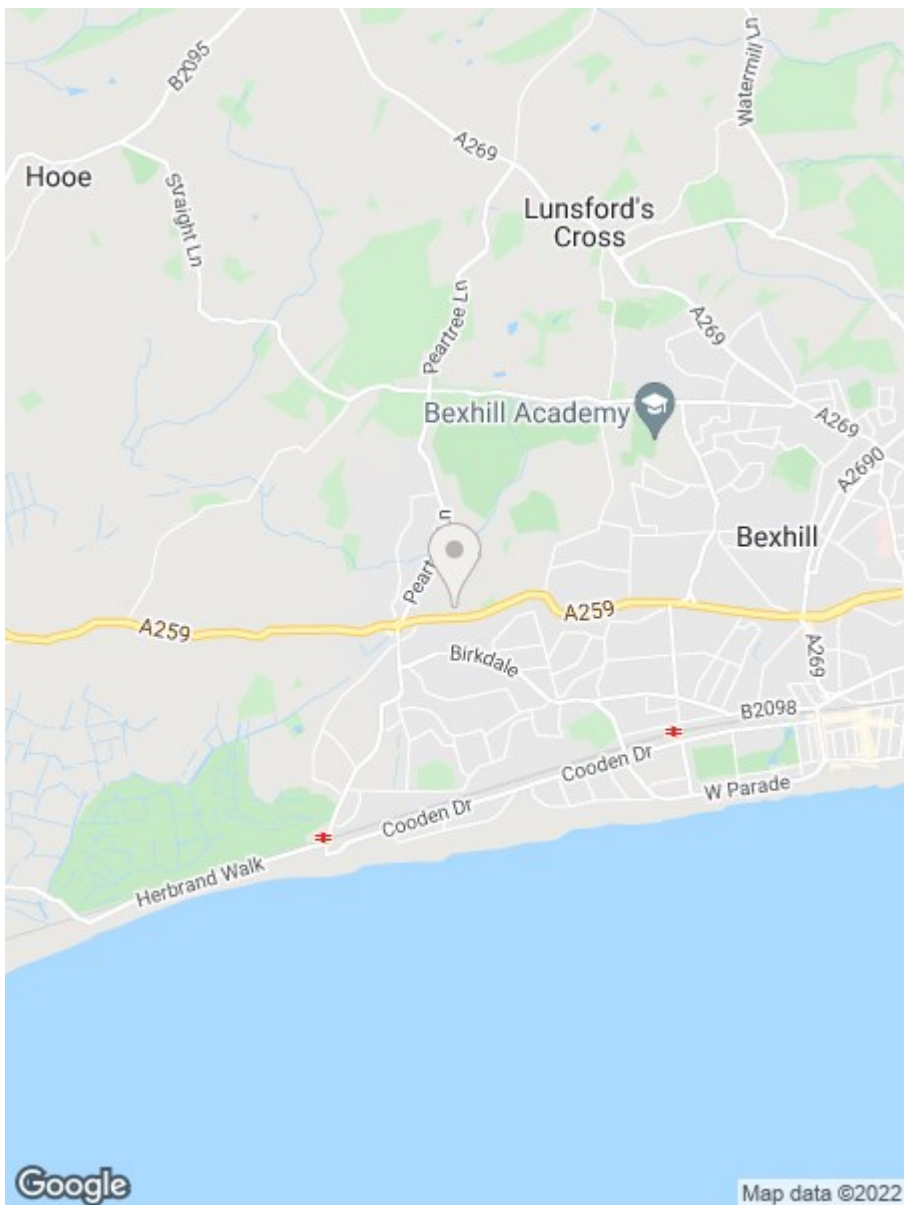 B2095
Watermill Ln
A269
Hooe
Straight Ln
Lunsford's
Cross
Peartree Ln
A269
Bexhill Academy
A269
A2690
Bexhill
Peart
n
A259
A259
Birkdale
A269
B2098
Cooden Dr
W Parade
Cooden Dr
Herbrand Walk
Google
Map data ©2022